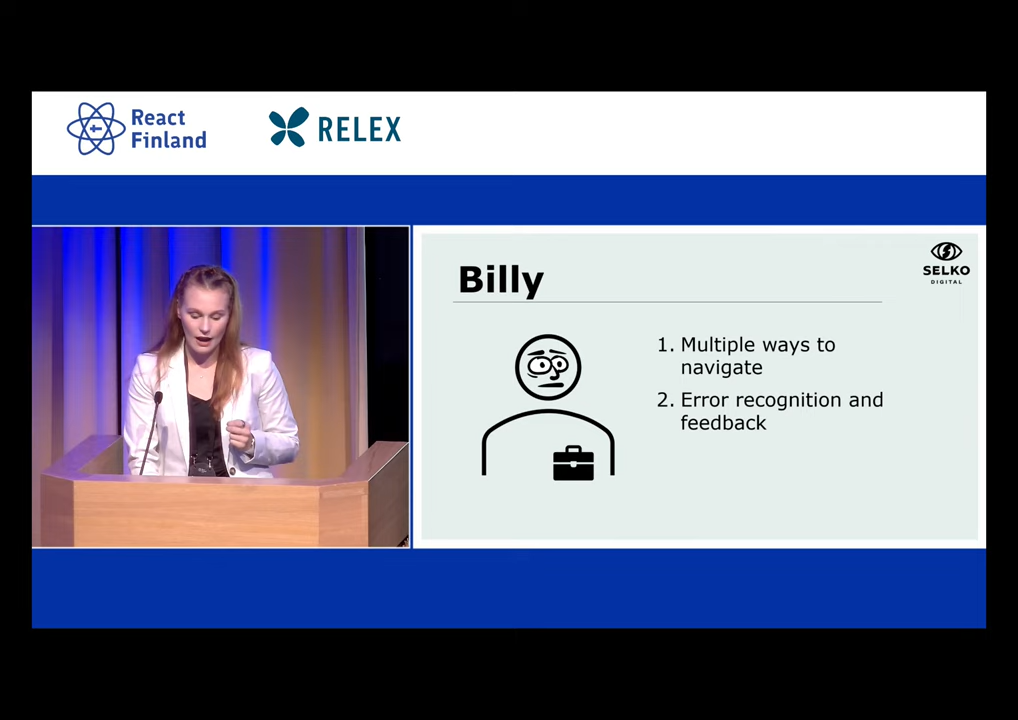 React
Finland
RELEX
SELKO
DIGITAL
Billy
1. Multiple ways to
navigate
2. Error recognition and
feedback